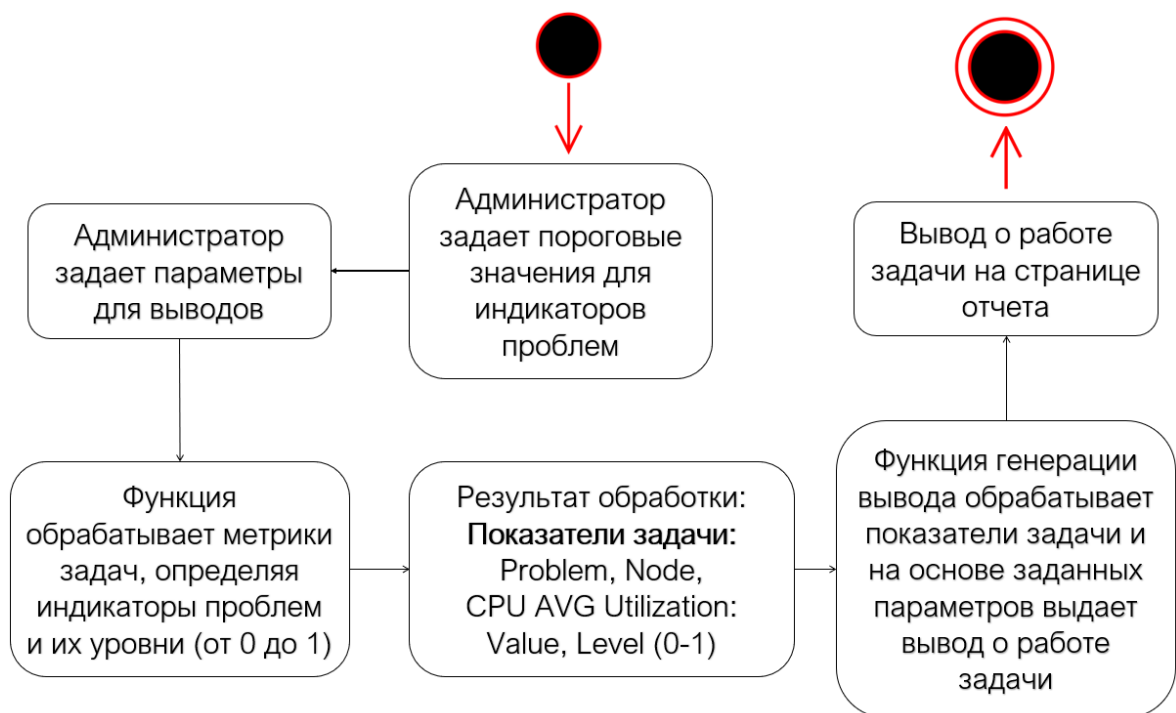 Администратор
задает пороговые
значения для
индикаторов
проблем
Администратор
задает параметры
для выводов
Функция
обрабатывает метрики
задач, определяя
индикаторы проблем
и их уровни (от 0 до 1)
Результат обработки:
Показатели задачи:
Problem, Node,
CPU AVG Utilization:
Value, Level (0-1)
Функция генерации
вывода обрабатывает
показатели задачи и
на основе заданных
параметров выдает
вывод о работе
задачи
Вывод о работе
задачи на странице
отчета